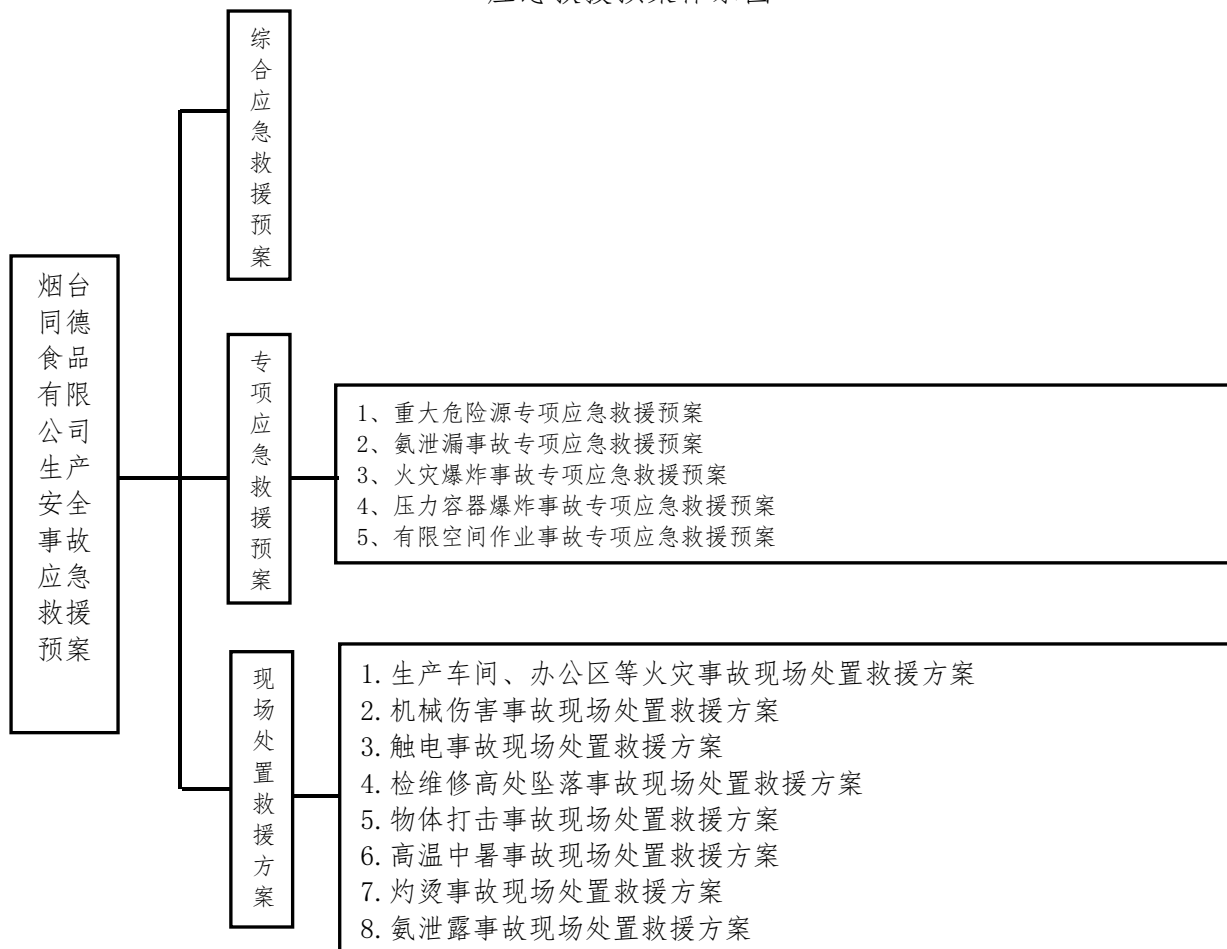 综
合
应
急
救
援
预
案
烟台
同德
食品
有限
公司
生产
安全
事故
应急
救援
预案
专
项
应
急
救
援
预
案
1、重大危险源专项应急救援预案
2、氨泄漏事故专项应急救援预案
3、火灾爆炸事故专项应急救援预案
4、压力容器爆炸事故专项应急救援预案
5、有限空间作业事故专项应急救援预案
现
场
处
置
救
援
方
案
1.生产车间、办公区等火灾事故现场处置救援方案
2.机械伤害事故现场处置救援方案
3.触电事故现场处置救援方案
4.检维修高处坠落事故现场处置救援方案
5.物体打击事故现场处置救援方案
6.高温中暑事故现场处置救援方案
7.灼烫事故现场处置救援方案
8.氨泄露事故现场处置救援方案